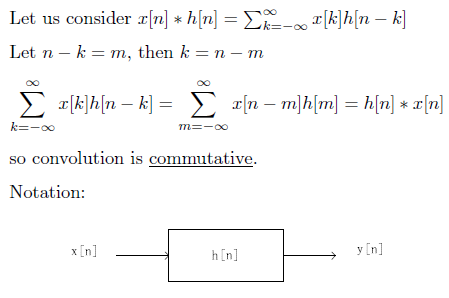 Let us consider x[n] ∗ h[n] = ∑_{k=−∞}^{∞} x[k]h[n − k]
Let n − k = m, then k = n − m
∑_{k=−∞}^{∞} x[k]h[n − k] = ∑_{m=−∞}^{∞} x[n − m]h[m] = h[n] ∗ x[n]
so convolution is commutative.
Notation:
x[n] h[n] y[n]